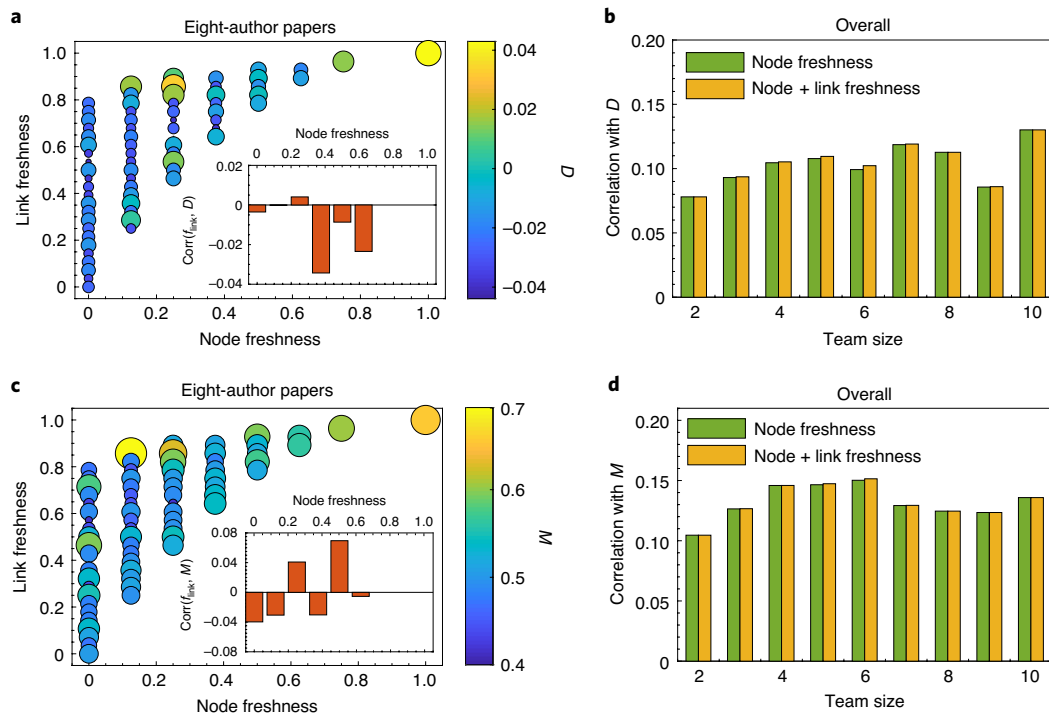 a
Eight-author papers
Link freshness
1.0
0.8
0.6
0.4
0.2
0
0 0.2 0.4 0.6 0.8 1.0
Node freshness
Node freshness
0 0.2 0.4 0.6 0.8 1.0
0.02
0
−0.02
−0.04
Corr(f_link, D)
0.04
0.02
0
−0.02
−0.04
D
b
Overall
Correlation with D
0.20
0.15
0.10
0.05
0
Node freshness
Node + link freshness
2 4 6 8 10
Team size
c
Eight-author papers
Link freshness
1.0
0.8
0.6
0.4
0.2
0
0 0.2 0.4 0.6 0.8 1.0
Node freshness
Node freshness
0 0.2 0.4 0.6 0.8 1.0
0.08
0.04
0
−0.04
−0.08
Corr(f_link, M)
0.7
0.6
0.5
0.4
M
d
Overall
Correlation with M
0.20
0.15
0.10
0.05
0
Node freshness
Node + link freshness
2 4 6 8 10
Team size